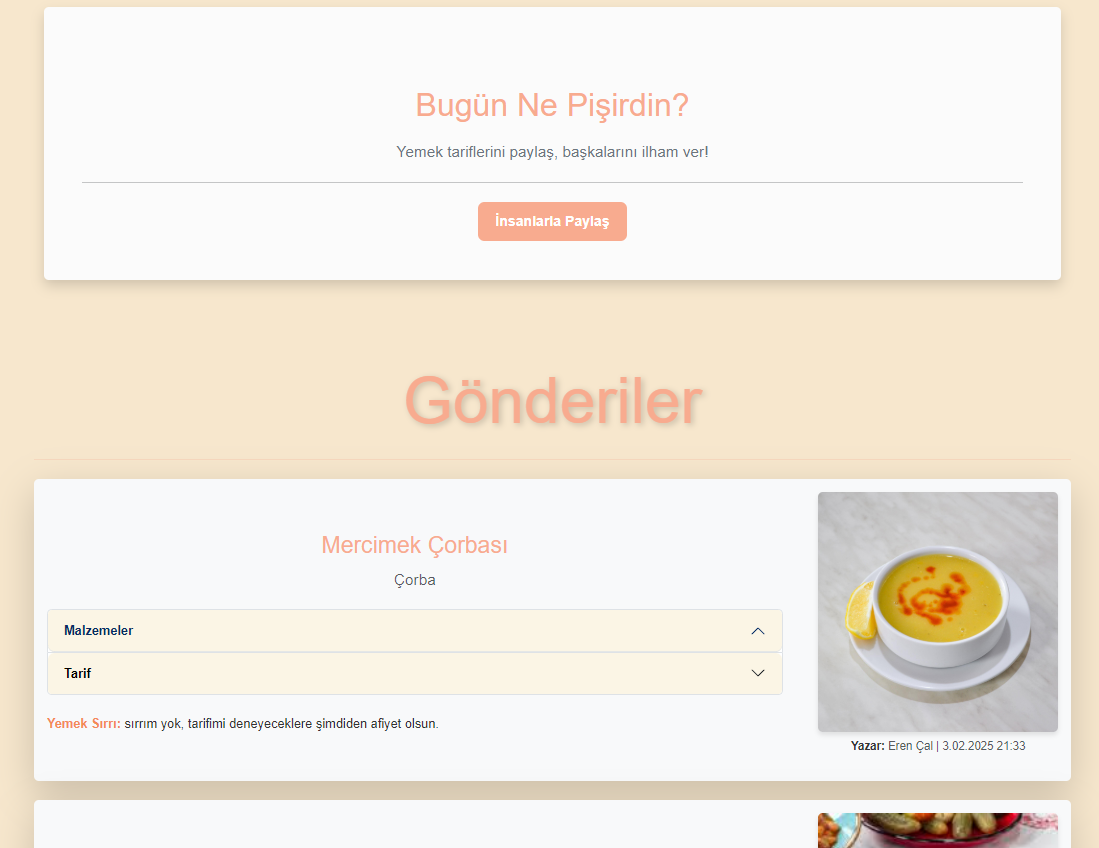 Bugün Ne Pişirdin?
Yemek tariflerini paylaş, başkalarını ilham ver!
İnsanlarla Paylaş
Gönderiler
Mercimek Çorbası
Çorba
Malzemeler
Tarif
Yemek Sırrı: sırrım yok, tarifimi deneyeceklere şimdiden afiyet olsun.
Yazar: Eren Çal | 3.02.2025 21:33